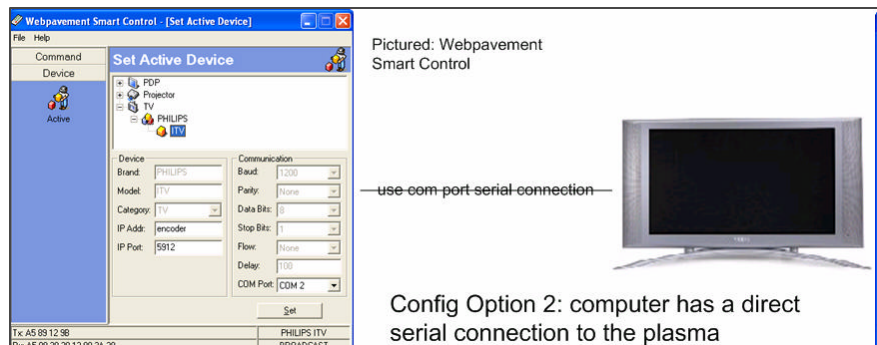 Webpavement Smart Control - [Set Active Device]
File Help
Command
Device
Active
Set Active Device
PDP
Projector
TV
PHILIPS
ITV
Device
Brand: PHILIPS
Model: ITV
Category: TV
IP Addr: encoder
IP Port: 5912
Communication
Baud: 1200
Parity: None
Data Bits: 8
Stop Bits: 1
Flow: None
Delay: 100
COM Port: COM 2
Set
Tx: A5 89 12 9B
PHILIPS ITV
BROADCAST
Pictured: Webpavement
Smart Control
use com port serial connection
Config Option 2: computer has a direct
serial connection to the plasma